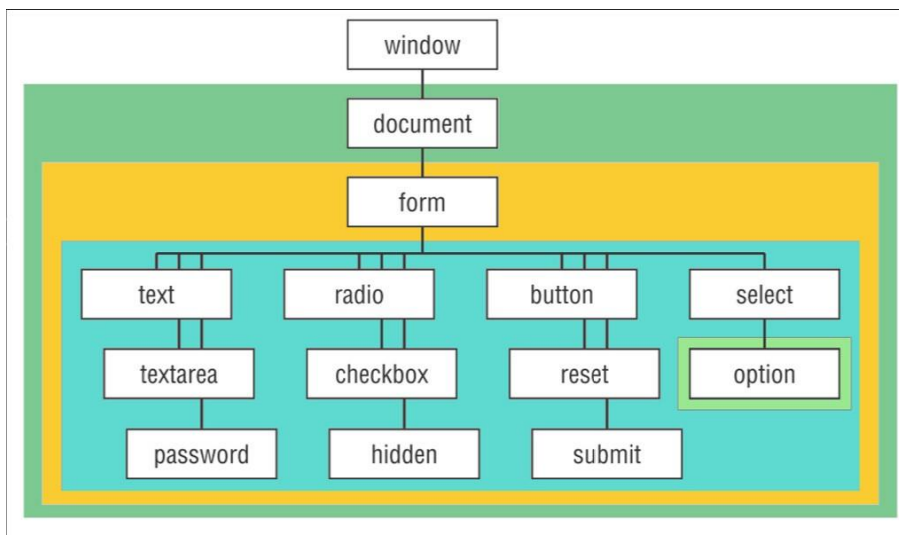 window
document
form
text
radio
button
select
textarea
checkbox
reset
option
password
hidden
submit